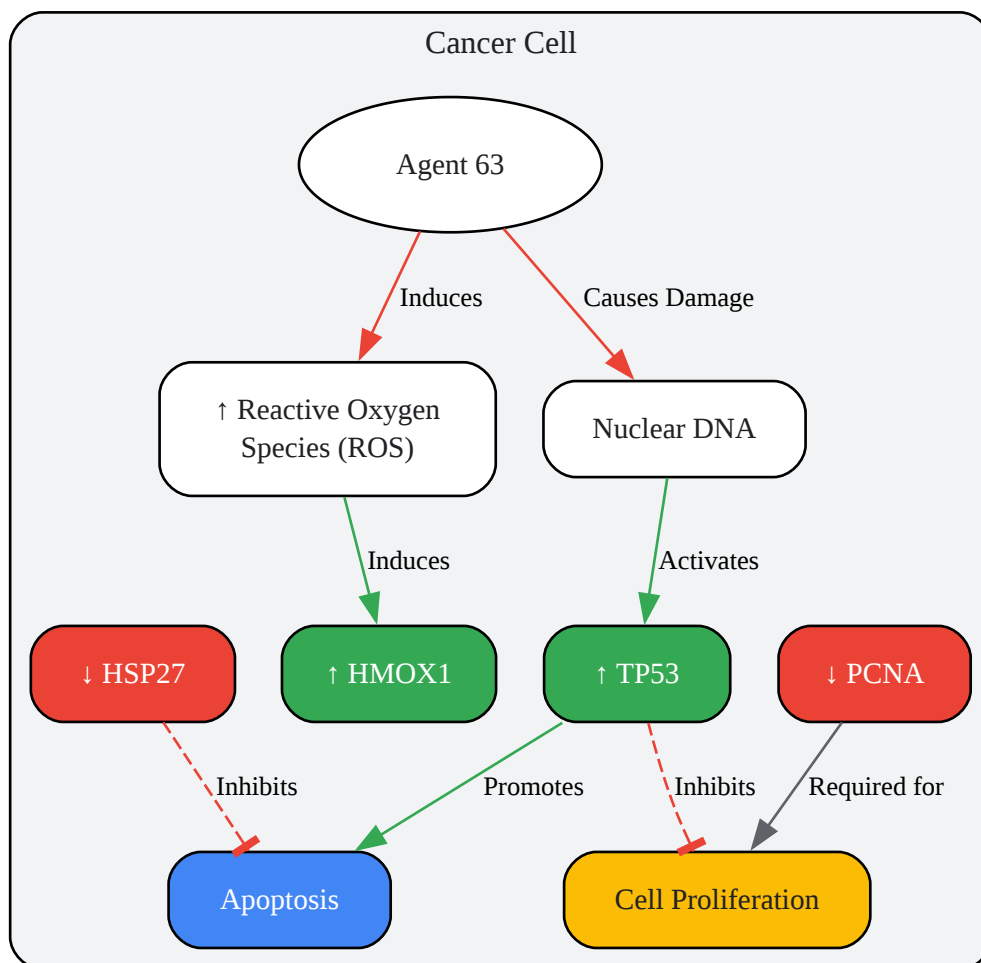 Cancer Cell
Agent 63
Induces
Causes Damage
↑ Reactive Oxygen
Species (ROS)
Nuclear DNA
Induces
Activates
↓ HSP27
↑ HMOX1
↑ TP53
↓ PCNA
Inhibits
Promotes
Inhibits
Required for
Apoptosis
Cell Proliferation